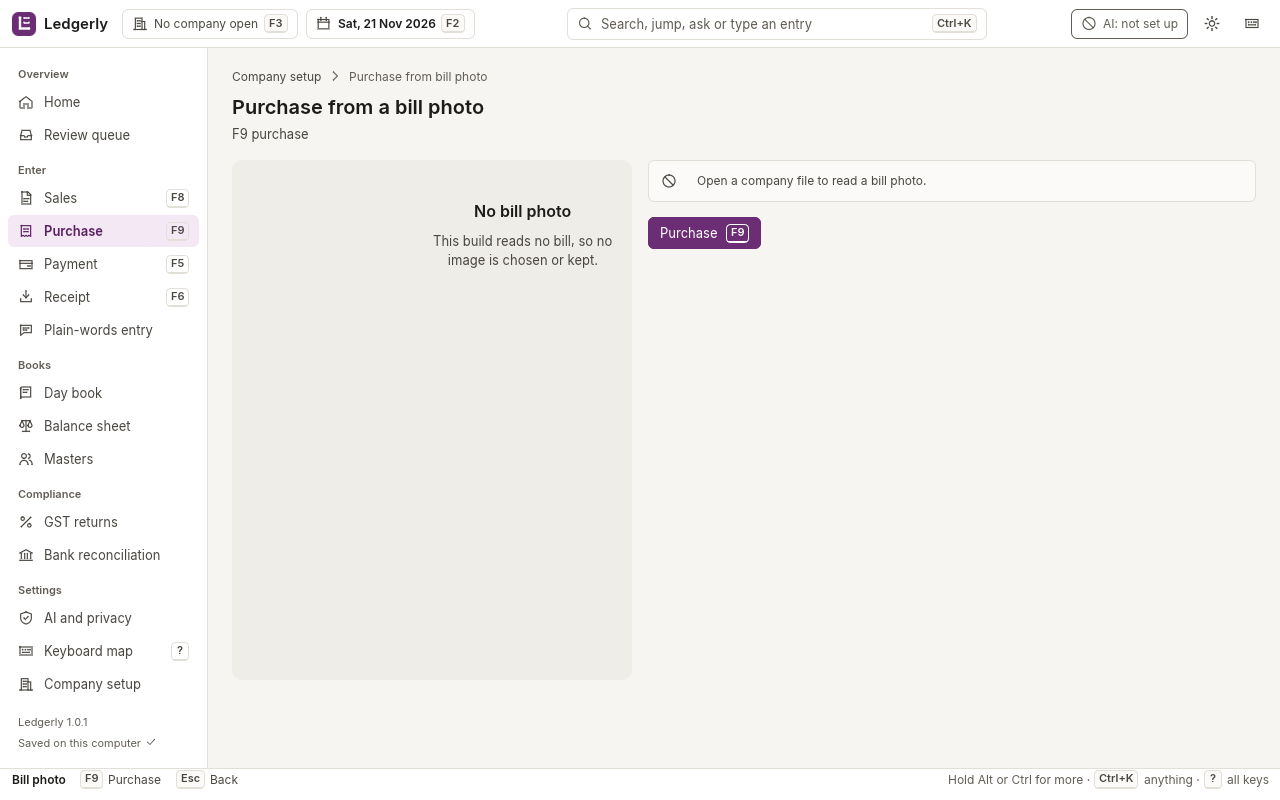 Ledgerly
No company open F3
Sat, 21 Nov 2026 F2
Search, jump, ask or type an entry Ctrl+K
AI: not set up
Overview
Home
Review queue
Enter
Sales F8
Purchase F9
Payment F5
Receipt F6
Plain-words entry
Books
Day book
Balance sheet
Masters
Compliance
GST returns
Bank reconciliation
Settings
AI and privacy
Keyboard map ?
Company setup
Ledgerly 1.0.1
Saved on this computer
Company setup Purchase from bill photo
Purchase from a bill photo
F9 purchase
No bill photo
This build reads no bill, so no
image is chosen or kept.
Open a company file to read a bill photo.
Purchase F9
Bill photo F9 Purchase Esc Back
Hold Alt or Ctrl for more · Ctrl+K anything · ? all keys